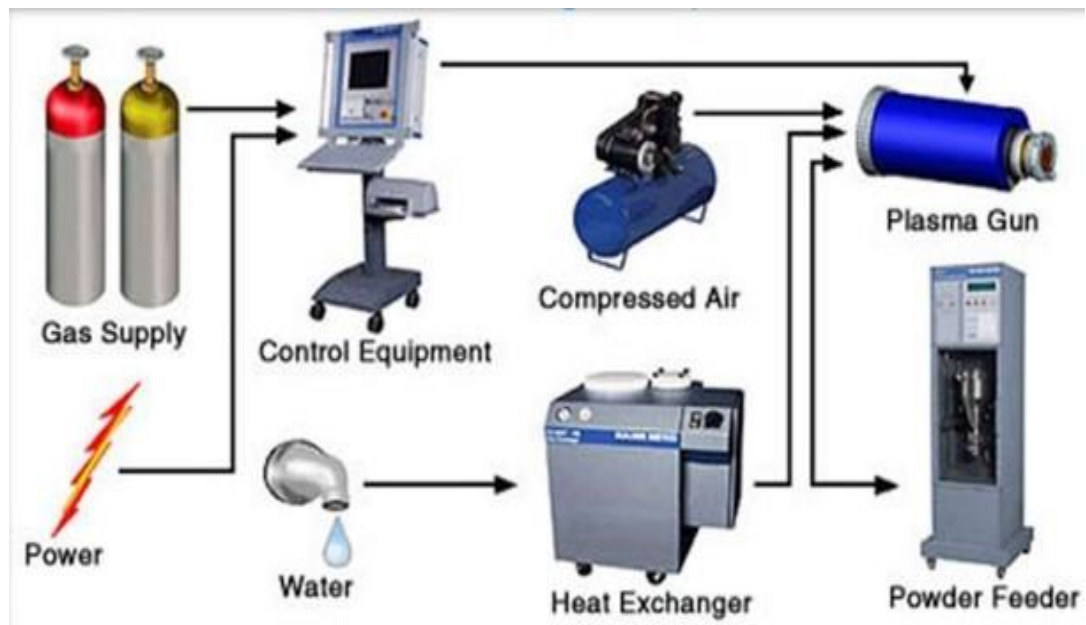 Gas Supply
Control Equipment
Compressed Air
Plasma Gun
Power
Water
Heat Exchanger
Powder Feeder